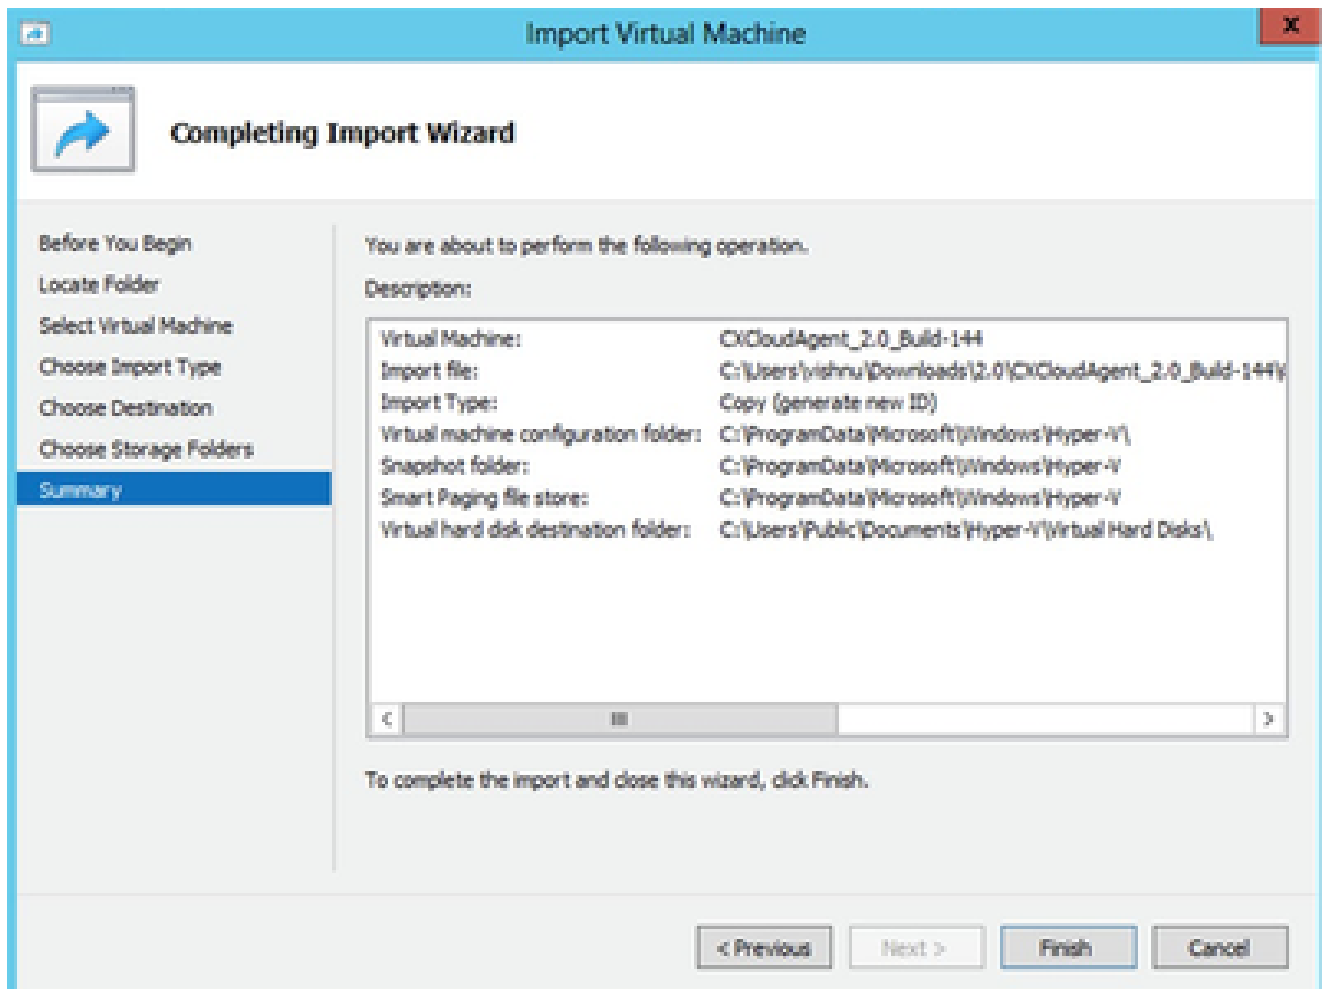 Import Virtual Machine
X
Completing Import Wizard
Before You Begin
Locate Folder
Select Virtual Machine
Choose Import Type
Choose Destination
Choose Storage Folders
Summary
You are about to perform the following operation.
Description:
Virtual Machine: CXCloudAgent_2.0_Build-144
Import file: C:\Users\vishnu\Downloads\2.0\CXCloudAgent_2.0_Build-144\
Import Type: Copy (generate new ID)
Virtual machine configuration folder: C:\ProgramData\Microsoft\Windows\Hyper-V\
Snapshot folder: C:\ProgramData\Microsoft\Windows\Hyper-V
Smart Paging file store: C:\ProgramData\Microsoft\Windows\Hyper-V
Virtual hard disk destination folder: C:\Users\Public\Documents\Hyper-V\Virtual Hard Disks\,
To complete the import and close this wizard, click Finish.
< Previous Next > Finish Cancel